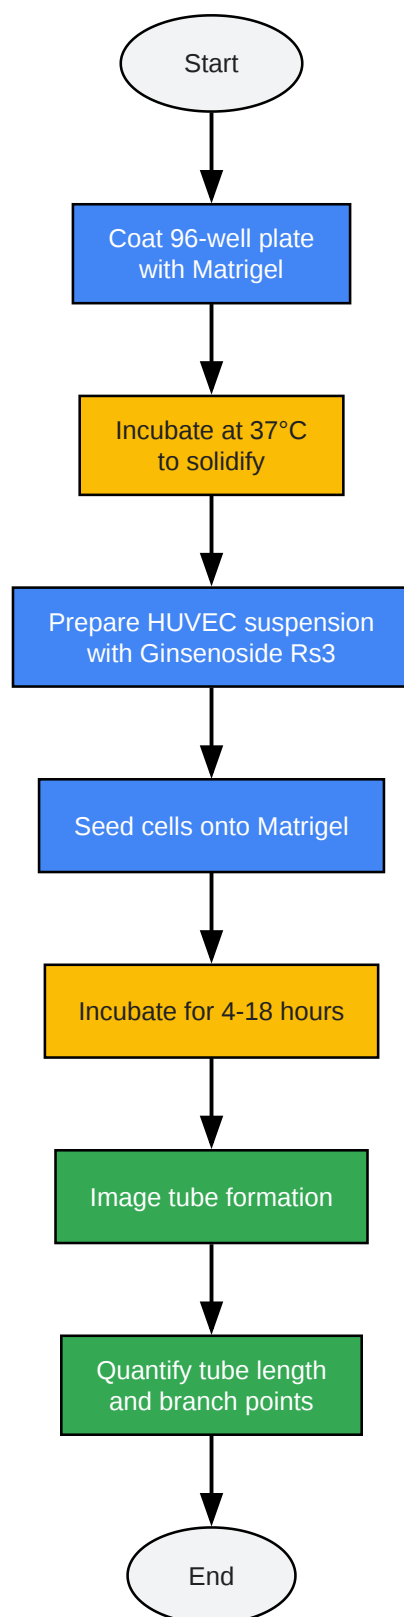 Start
Coat 96-well plate
with Matrigel
Incubate at 37°C
to solidify
Prepare HUVEC suspension
with Ginsenoside Rs3
Seed cells onto Matrigel
Incubate for 4-18 hours
Image tube formation
Quantify tube length
and branch points
End